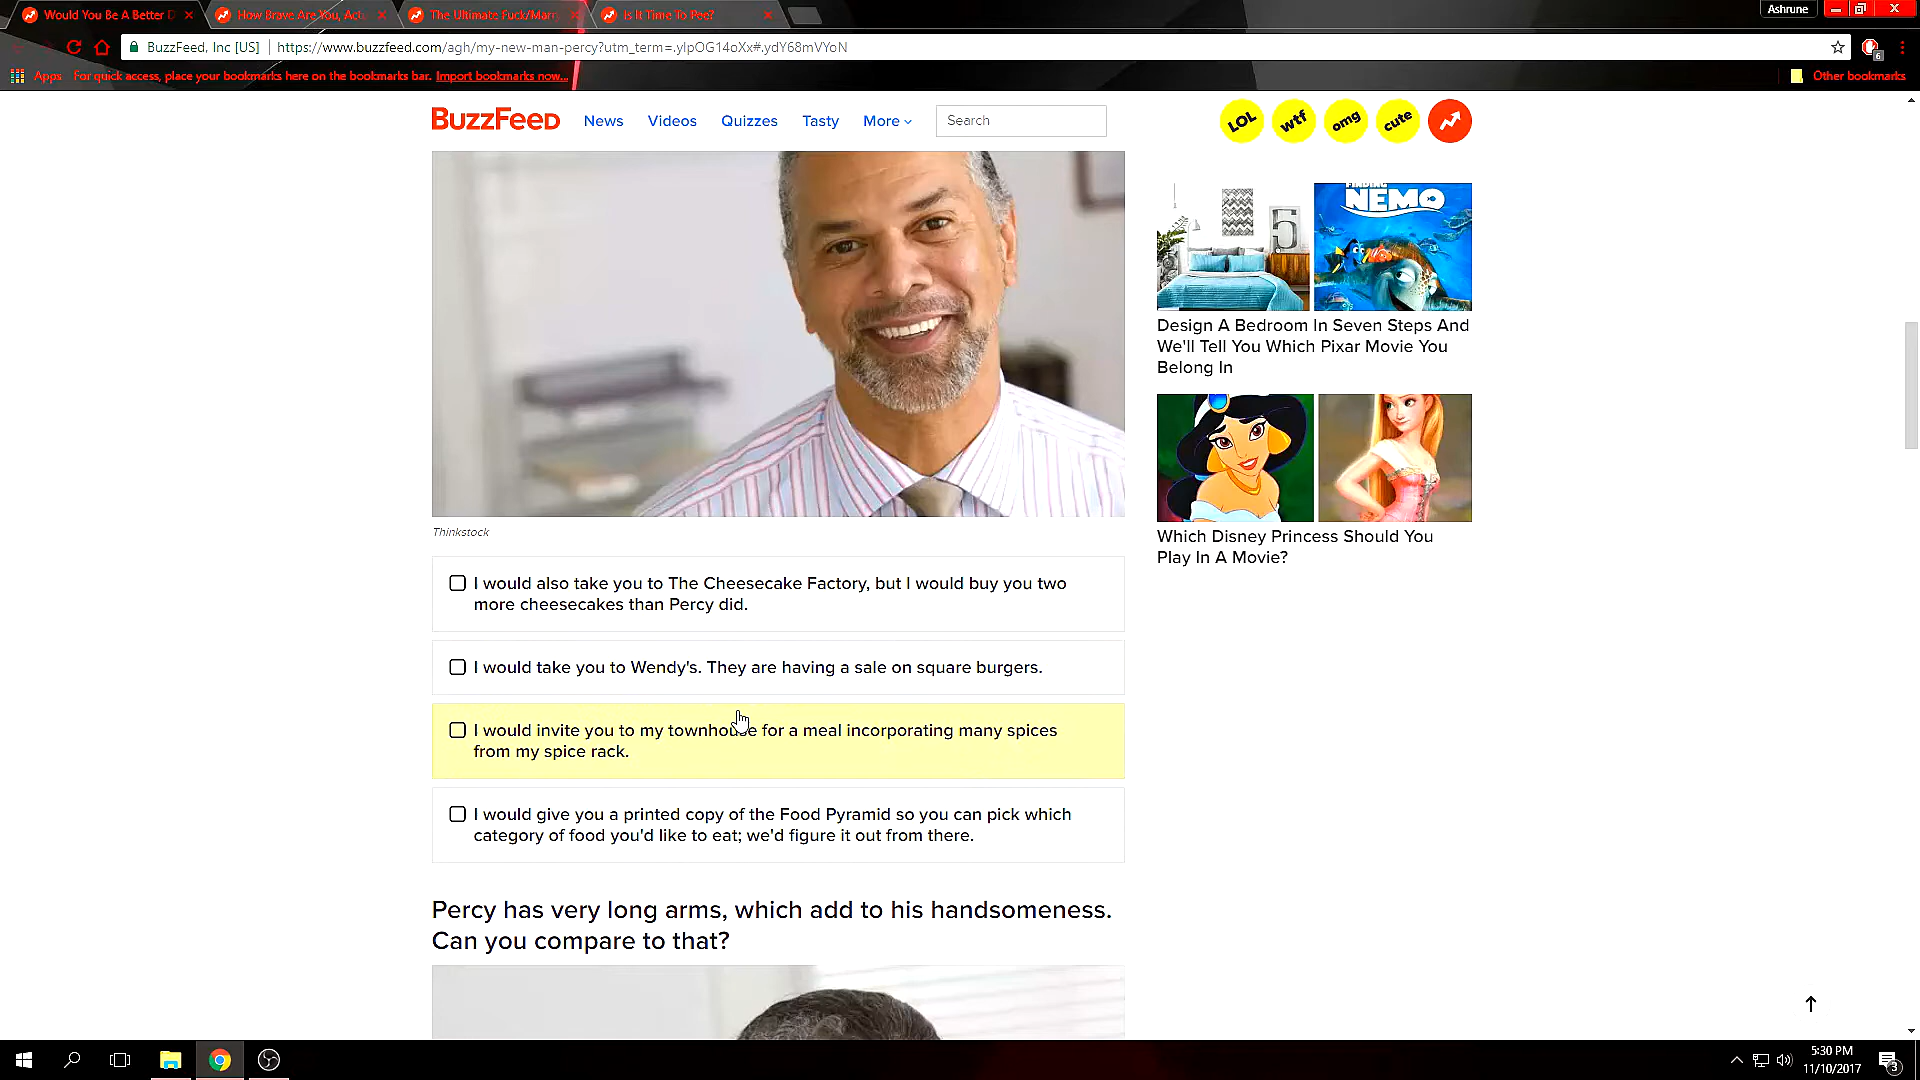 Would You Be A Better D
How Brave Are You, Actu
The Ultimate Fuck/Marry
Is It Time To Pee?
Ashrune
BuzzFeed, Inc [US]
https://www.buzzfeed.com/agh/my-new-man-percy?utm_term=.ylpOG14oXx#.ydY68mVYoN
6
Apps
For quick access, place your bookmarks here on the bookmarks bar. Import bookmarks now...
Other bookmarks
BuzzFeed
News
Videos
Quizzes
Tasty
More
Search
LOL
wtf
omg
cute
FINDING
NEMO
5
Design A Bedroom In Seven Steps And
We'll Tell You Which Pixar Movie You
Belong In
Which Disney Princess Should You
Play In A Movie?
Thinkstock
I would also take you to The Cheesecake Factory, but I would buy you two
more cheesecakes than Percy did.
I would take you to Wendy's. They are having a sale on square burgers.
I would invite you to my townhouse for a meal incorporating many spices
from my spice rack.
I would give you a printed copy of the Food Pyramid so you can pick which
category of food you'd like to eat; we'd figure it out from there.
Percy has very long arms, which add to his handsomeness.
Can you compare to that?
5:30 PM
11/10/2017
3